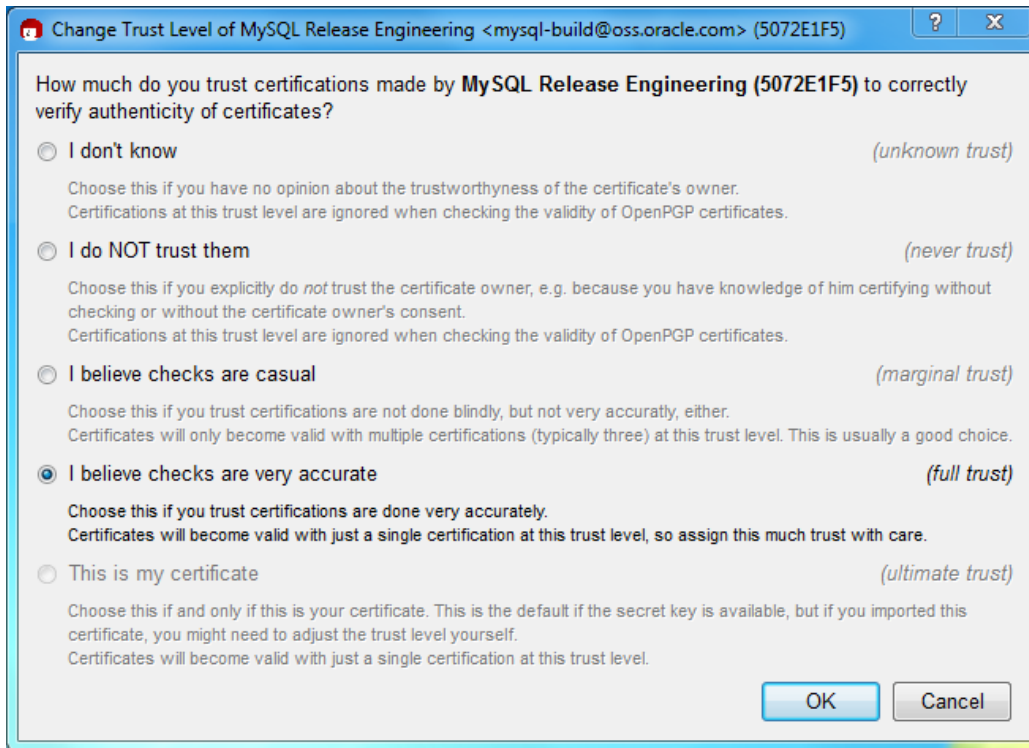 Change Trust Level of MySQL Release Engineering <mysql-build@oss.oracle.com> (5072E1F5)
How much do you trust certifications made by MySQL Release Engineering (5072E1F5) to correctly
verify authenticity of certificates?
I don't know (unknown trust)
Choose this if you have no opinion about the trustworthyness of the certificate's owner.
Certifications at this trust level are ignored when checking the validity of OpenPGP certificates.
I do NOT trust them (never trust)
Choose this if you explicitly do not trust the certificate owner, e.g. because you have knowledge of him certifying without
checking or without the certificate owner's consent.
Certifications at this trust level are ignored when checking the validity of OpenPGP certificates.
I believe checks are casual (marginal trust)
Choose this if you trust certifications are not done blindly, but not very accuratly, either.
Certificates will only become valid with multiple certifications (typically three) at this trust level. This is usually a good choice.
I believe checks are very accurate (full trust)
Choose this if you trust certifications are done very accurately.
Certificates will become valid with just a single certification at this trust level, so assign this much trust with care.
This is my certificate (ultimate trust)
Choose this if and only if this is your certificate. This is the default if the secret key is available, but if you imported this
certificate, you might need to adjust the trust level yourself.
Certificates will become valid with just a single certification at this trust level.
OK Cancel